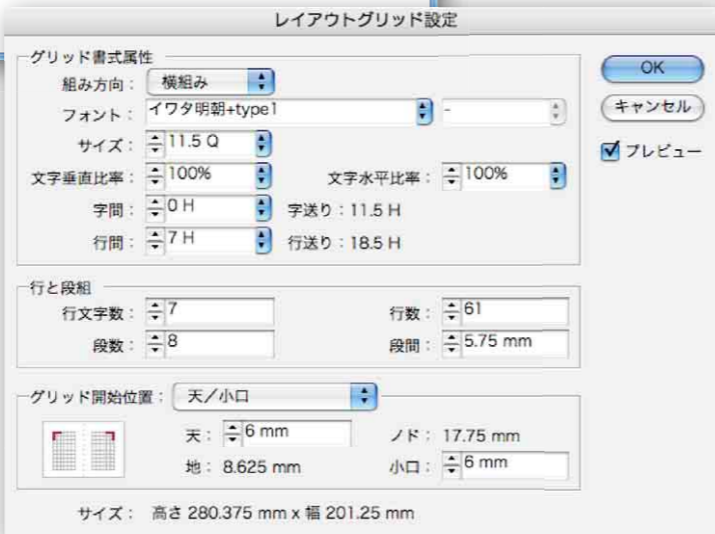 レイアウトグリッド設定
グリッド書式属性
組み方向： 横組み
フォント： イワタ明朝+type1 -
サイズ： 11.5 Q
文字垂直比率： 100% 文字水平比率： 100%
字間： 0 H 字送り：11.5 H
行間： 7 H 行送り：18.5 H
行と段組
行文字数： 7 行数： 61
段数： 8 段間： 5.75 mm
グリッド開始位置： 天／小口
天： 6 mm ノド： 17.75 mm
地： 8.625 mm 小口： 6 mm
サイズ： 高さ 280.375 mm x 幅 201.25 mm
OK
キャンセル
プレビュー